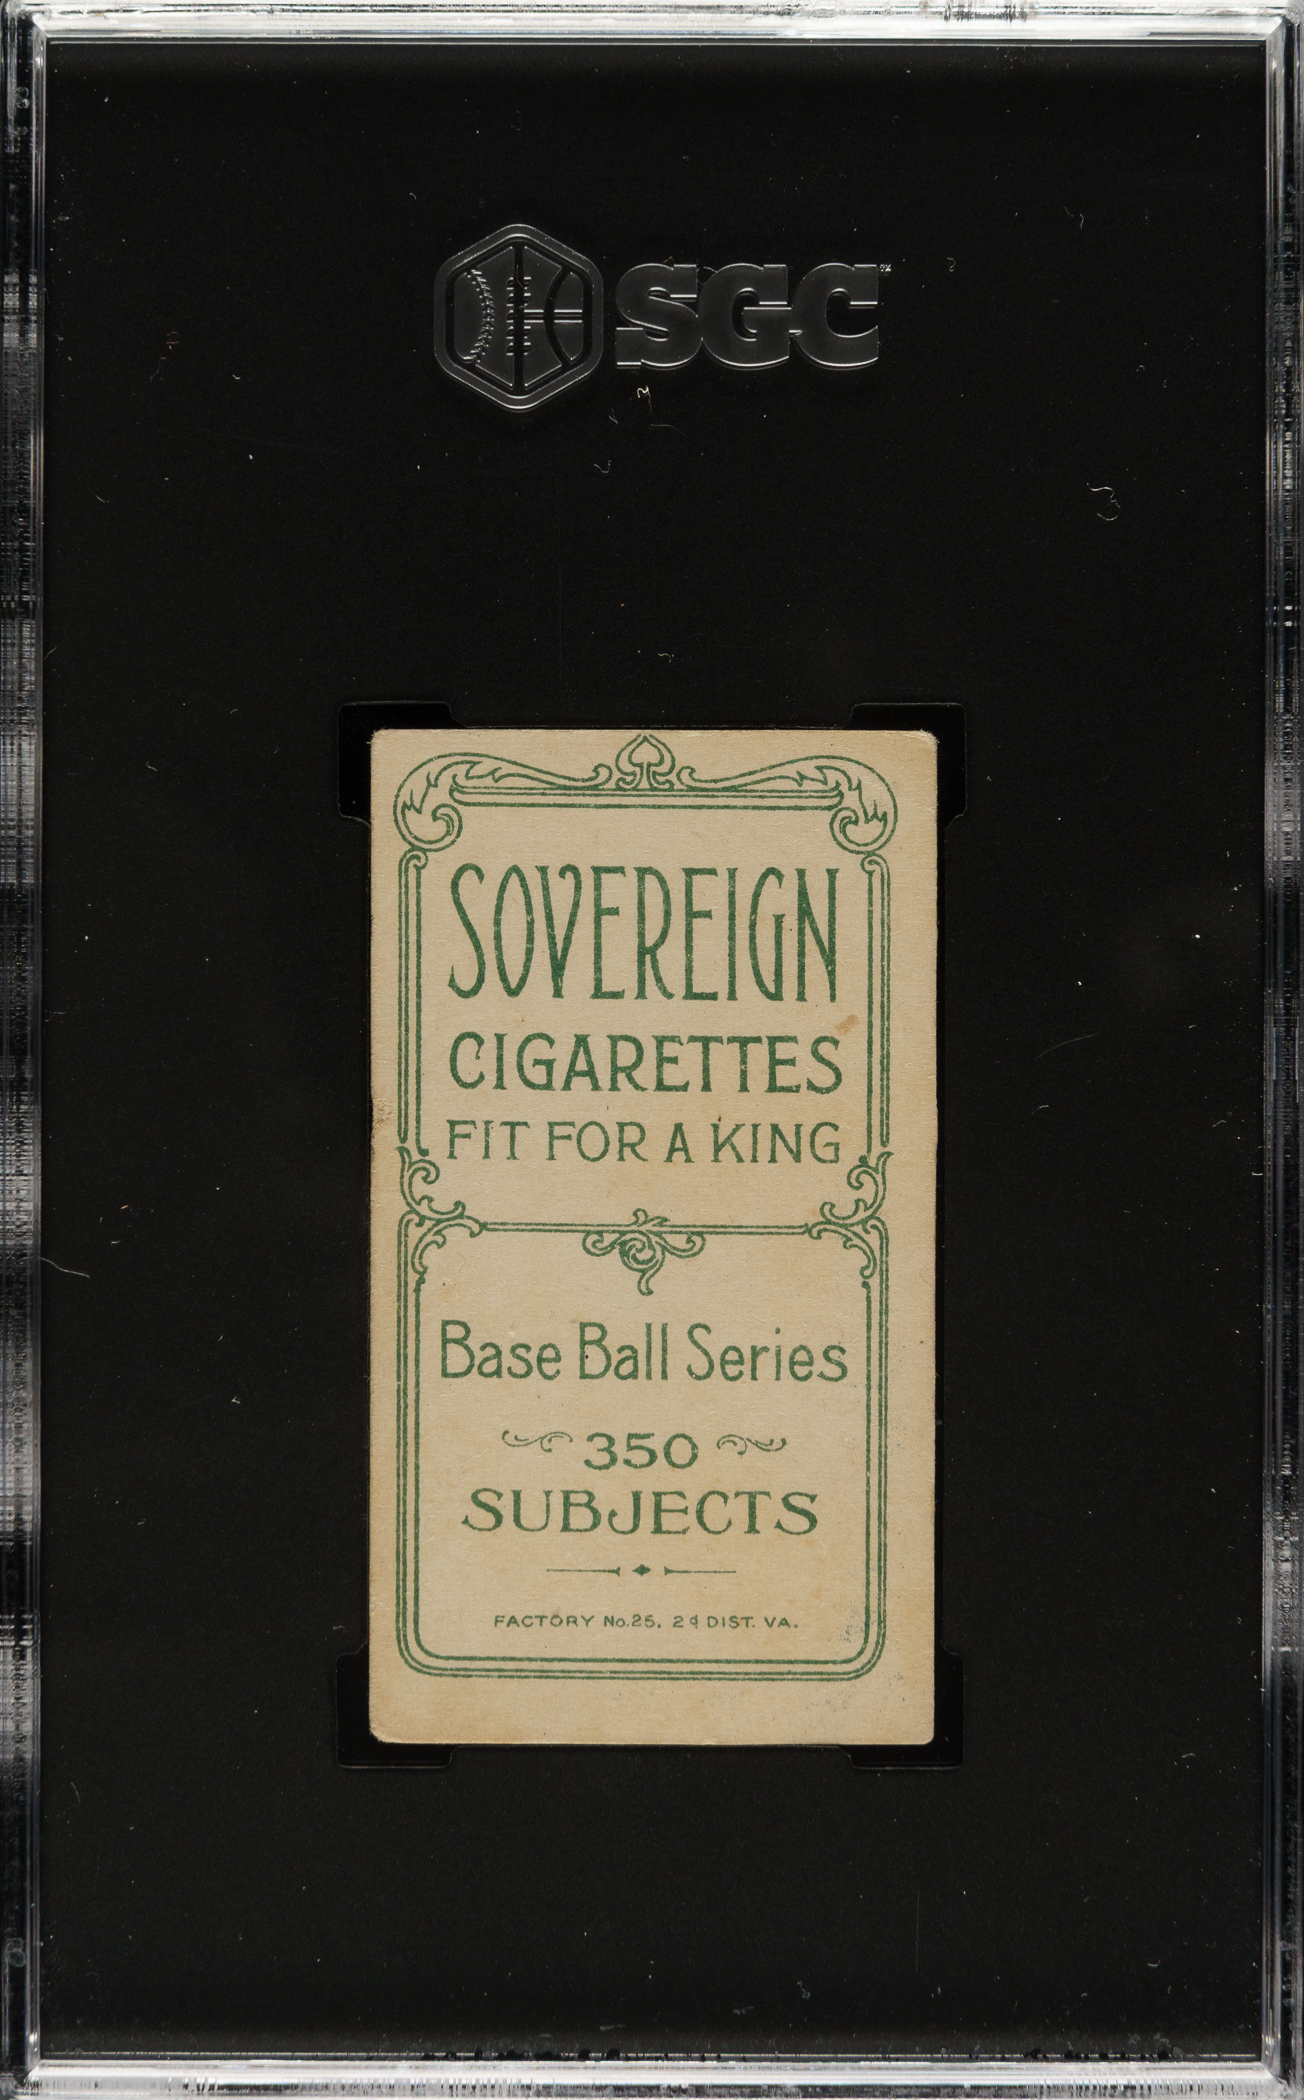 SGC
SOVEREIGN
CIGARETTES
FIT FOR A KING
Base Ball Series
350
SUBJECTS
FACTORY No.25, 2d DIST. VA.